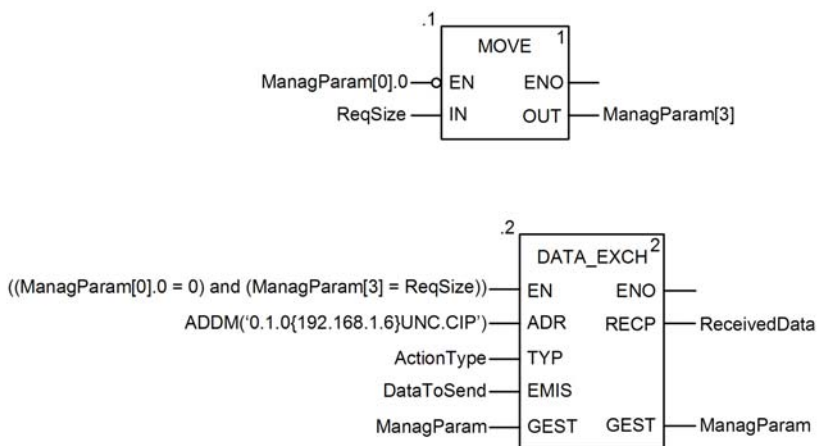 .1
MOVE 1
ManagParam[0].0 EN ENO
ReqSize IN OUT ManagParam[3]
.2
DATA_EXCH 2
((ManagParam[0].0 = 0) and (ManagParam[3] = ReqSize)) EN ENO
ADDM(‘0.1.0{192.168.1.6}UNC.CIP’) ADR RECP ReceivedData
ActionType TYP
DataToSend EMIS
ManagParam GEST GEST ManagParam